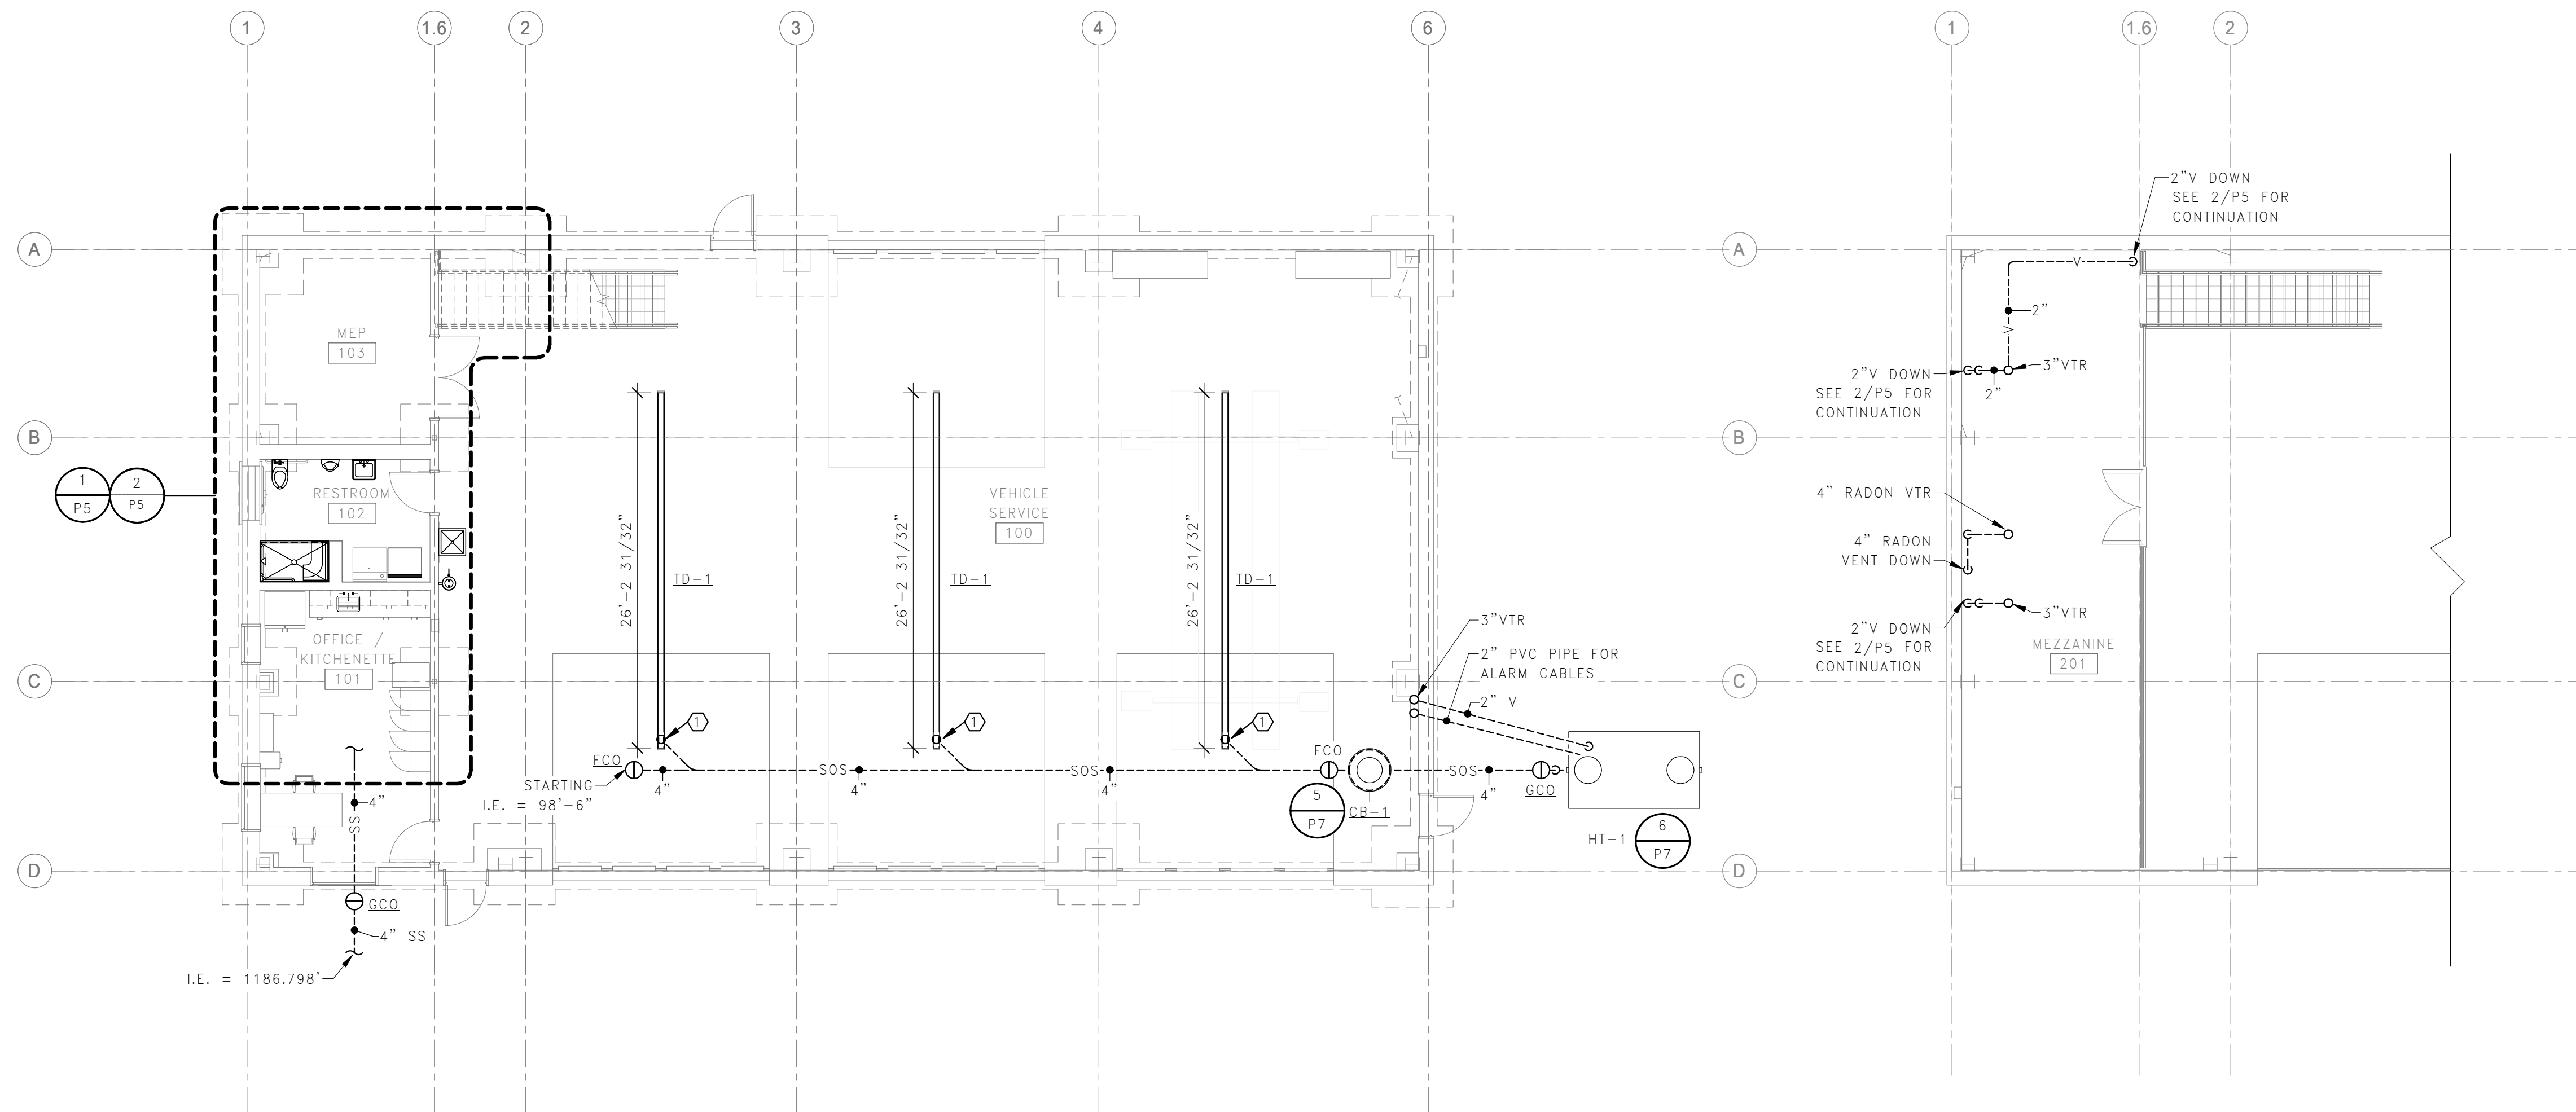 1
1.6
2
3
4
6
1
1.6
2
A
B
C
D
A
B
C
D
MEP
103
RESTROOM
102
OFFICE /
KITCHENETTE
101
1
P5
2
P5
VEHICLE
SERVICE
100
26'-2 31/32"
TD-1
26'-2 31/32"
TD-1
26'-2 31/32"
TD-1
1
1
1
FCO
STARTING
I.E. = 98'-6"
4"
SOS
4"
SOS
4"
FCO
5
P7
CB-1
SOS
4"
GCO
HT-1
6
P7
3"VTR
2" PVC PIPE FOR
ALARM CABLES
2" V
4"
SS
GCO
4" SS
I.E. = 1186.798'
2"V DOWN
SEE 2/P5 FOR
CONTINUATION
V
2"
V
3"VTR
2"V DOWN
SEE 2/P5 FOR
CONTINUATION
2"
4" RADON VTR
4" RADON
VENT DOWN
3"VTR
2"V DOWN
SEE 2/P5 FOR
CONTINUATION
MEZZANINE
201